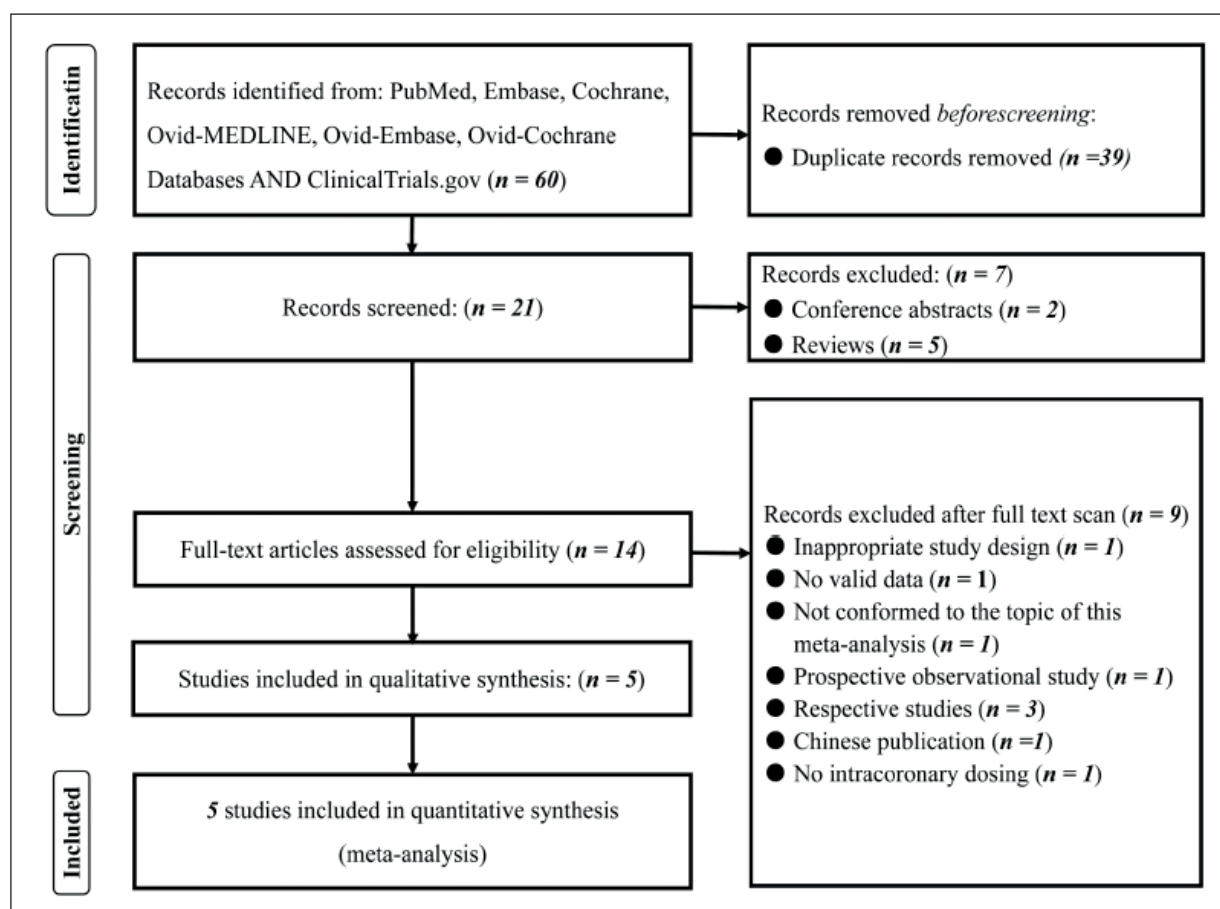 Identificatin
Records identified from: PubMed, Embase, Cochrane,
Ovid-MEDLINE, Ovid-Embase, Ovid-Cochrane
Databases AND ClinicalTrials.gov (n = 60)
Records removed beforescreening:
● Duplicate records removed (n =39)
Screening
Records screened: (n = 21)
Records excluded: (n = 7)
● Conference abstracts (n = 2)
● Reviews (n = 5)
Full-text articles assessed for eligibility (n = 14)
Records excluded after full text scan (n = 9)
● Inappropriate study design (n = 1)
● No valid data (n = 1)
● Not conformed to the topic of this
meta-analysis (n = 1)
● Prospective observational study (n = 1)
● Respective studies (n = 3)
● Chinese publication (n =1)
● No intracoronary dosing (n = 1)
Studies included in qualitative synthesis: (n = 5)
Included
5 studies included in quantitative synthesis
(meta-analysis)